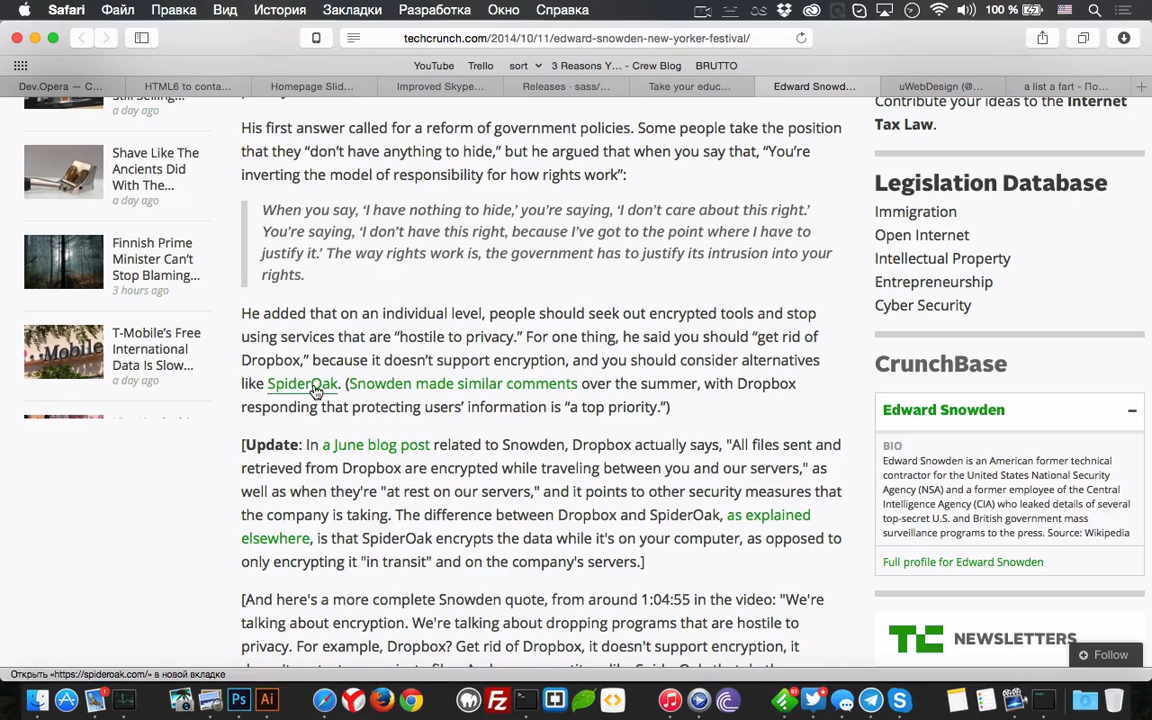 Safari Файл Правка Вид История Закладки Разработка Окно Справка 100 %
techcrunch.com/2014/10/11/edward-snowden-new-yorker-festival/
YouTube Trello sort 3 Reasons Y… - Crew Blog BRUTTO
Dev.Opera — C… HTML6 to conta… Homepage Slid… Improved Skype… Releases · sass/… Take your educ… Edward Snowd… uWebDesign (@… a list a fart - По…
a day ago
Shave Like The
Ancients Did
With The...
a day ago
Finnish Prime
Minister Can’t
Stop Blaming...
3 hours ago
T-Mobile’s Free
International
Data Is Slow...
a day ago
His first answer called for a reform of government policies. Some people take the position
that they “don’t have anything to hide,” but he argued that when you say that, “You’re
inverting the model of responsibility for how rights work”:
When you say, ‘I have nothing to hide,’ you’re saying, ‘I don’t care about this right.’
You’re saying, ‘I don’t have this right, because I’ve got to the point where I have to
justify it.’ The way rights work is, the government has to justify its intrusion into your
rights.
He added that on an individual level, people should seek out encrypted tools and stop
using services that are “hostile to privacy.” For one thing, he said you should “get rid of
Dropbox,” because it doesn’t support encryption, and you should consider alternatives
like SpiderOak. (Snowden made similar comments over the summer, with Dropbox
responding that protecting users’ information is “a top priority.”)
[Update: In a June blog post related to Snowden, Dropbox actually says, "All files sent and
retrieved from Dropbox are encrypted while traveling between you and our servers," as
well as when they're "at rest on our servers," and it points to other security measures that
the company is taking. The difference between Dropbox and SpiderOak, as explained
elsewhere, is that SpiderOak encrypts the data while it's on your computer, as opposed to
only encrypting it "in transit" and on the company's servers.]
[And here's a more complete Snowden quote, from around 1:04:55 in the video: "We're
talking about encryption. We're talking about dropping programs that are hostile to
privacy. For example, Dropbox? Get rid of Dropbox, it doesn't support encryption, it
Contribute your ideas to the Internet
Tax Law.
Legislation Database
Immigration
Open Internet
Intellectual Property
Entrepreneurship
Cyber Security
CrunchBase
Edward Snowden
BIO
Edward Snowden is an American former technical
contractor for the United States National Security
Agency (NSA) and a former employee of the Central
Intelligence Agency (CIA) who leaked details of several
top-secret U.S. and British government mass
surveillance programs to the press. Source: Wikipedia
Full profile for Edward Snowden
TC NEWSLETTERS
Follow
Открыть «https://spideroak.com/» в новой вкладке
Ps Ai Fz